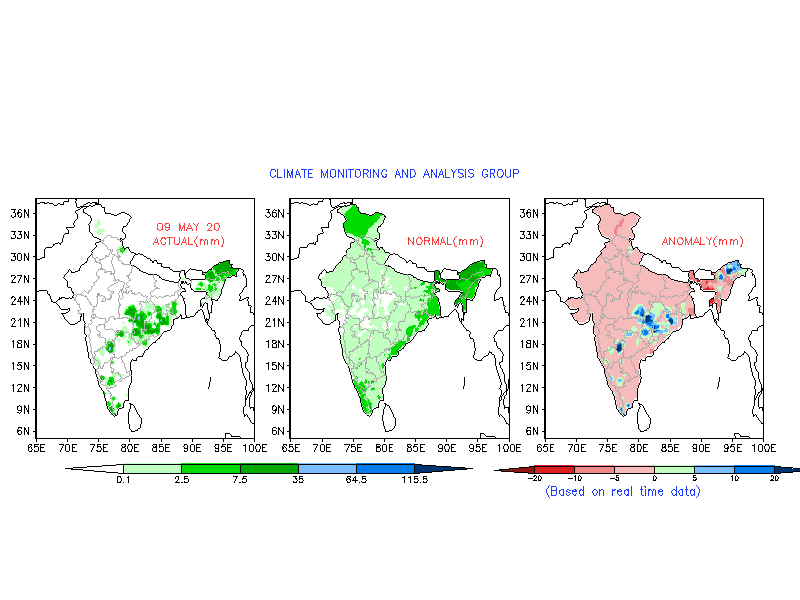 CLIMATE MONITORING AND ANALYSIS GROUP
09 MAY 20
ACTUAL(mm)
36N
33N
30N
27N
24N
21N
18N
15N
12N
9N
6N
65E 70E 75E 80E 85E 90E 95E 100E
NORMAL(mm)
36N
33N
30N
27N
24N
21N
18N
15N
12N
9N
6N
65E 70E 75E 80E 85E 90E 95E 100E
ANOMALY(mm)
36N
33N
30N
27N
24N
21N
18N
15N
12N
9N
6N
65E 70E 75E 80E 85E 90E 95E 100E
0.1 2.5 7.5 35 64.5 115.5
-20 -10 -5 0 5 10 20
(Based on real time data)